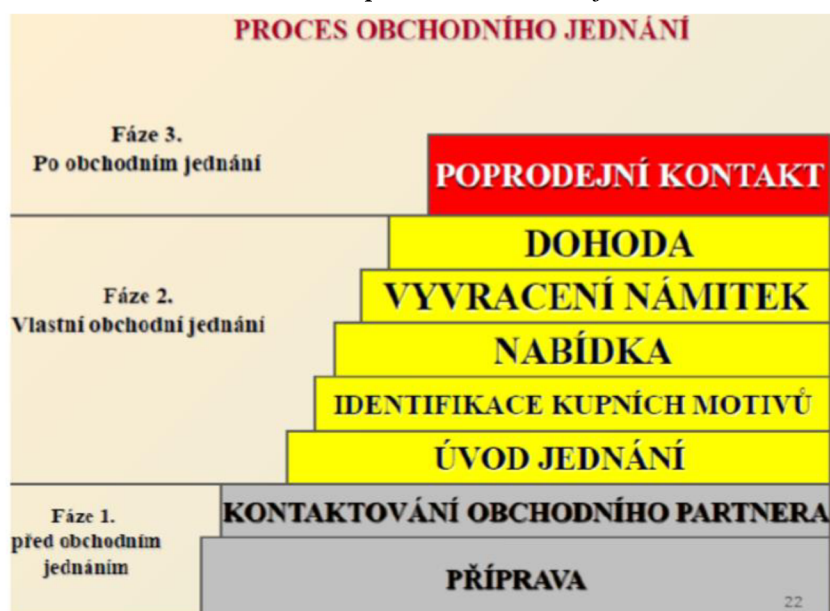 PROCES OBCHODNÍHO JEDNÁNÍ
Fáze 3.
Po obchodním jednání
POPRODEJNÍ KONTAKT
DOHODA
Fáze 2.
Vlastní obchodní jednání
VYVRACENÍ NÁMITEK
NABÍDKA
IDENTIFIKACE KUPNÍCH MOTIVŮ
ÚVOD JEDNÁNÍ
Fáze 1.
před obchodním
jednáním
KONTAKTOVÁNÍ OBCHODNÍHO PARTNERA
PŘÍPRAVA
22